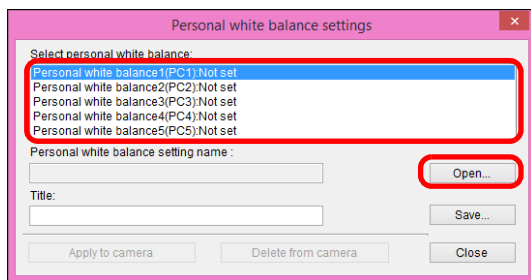 Personal white balance settings
Select personal white balance:
Personal white balance1(PC1):Not set
Personal white balance2(PC2):Not set
Personal white balance3(PC3):Not set
Personal white balance4(PC4):Not set
Personal white balance5(PC5):Not set
Personal white balance setting name :
Open...
Title:
Save...
Apply to camera Delete from camera Close